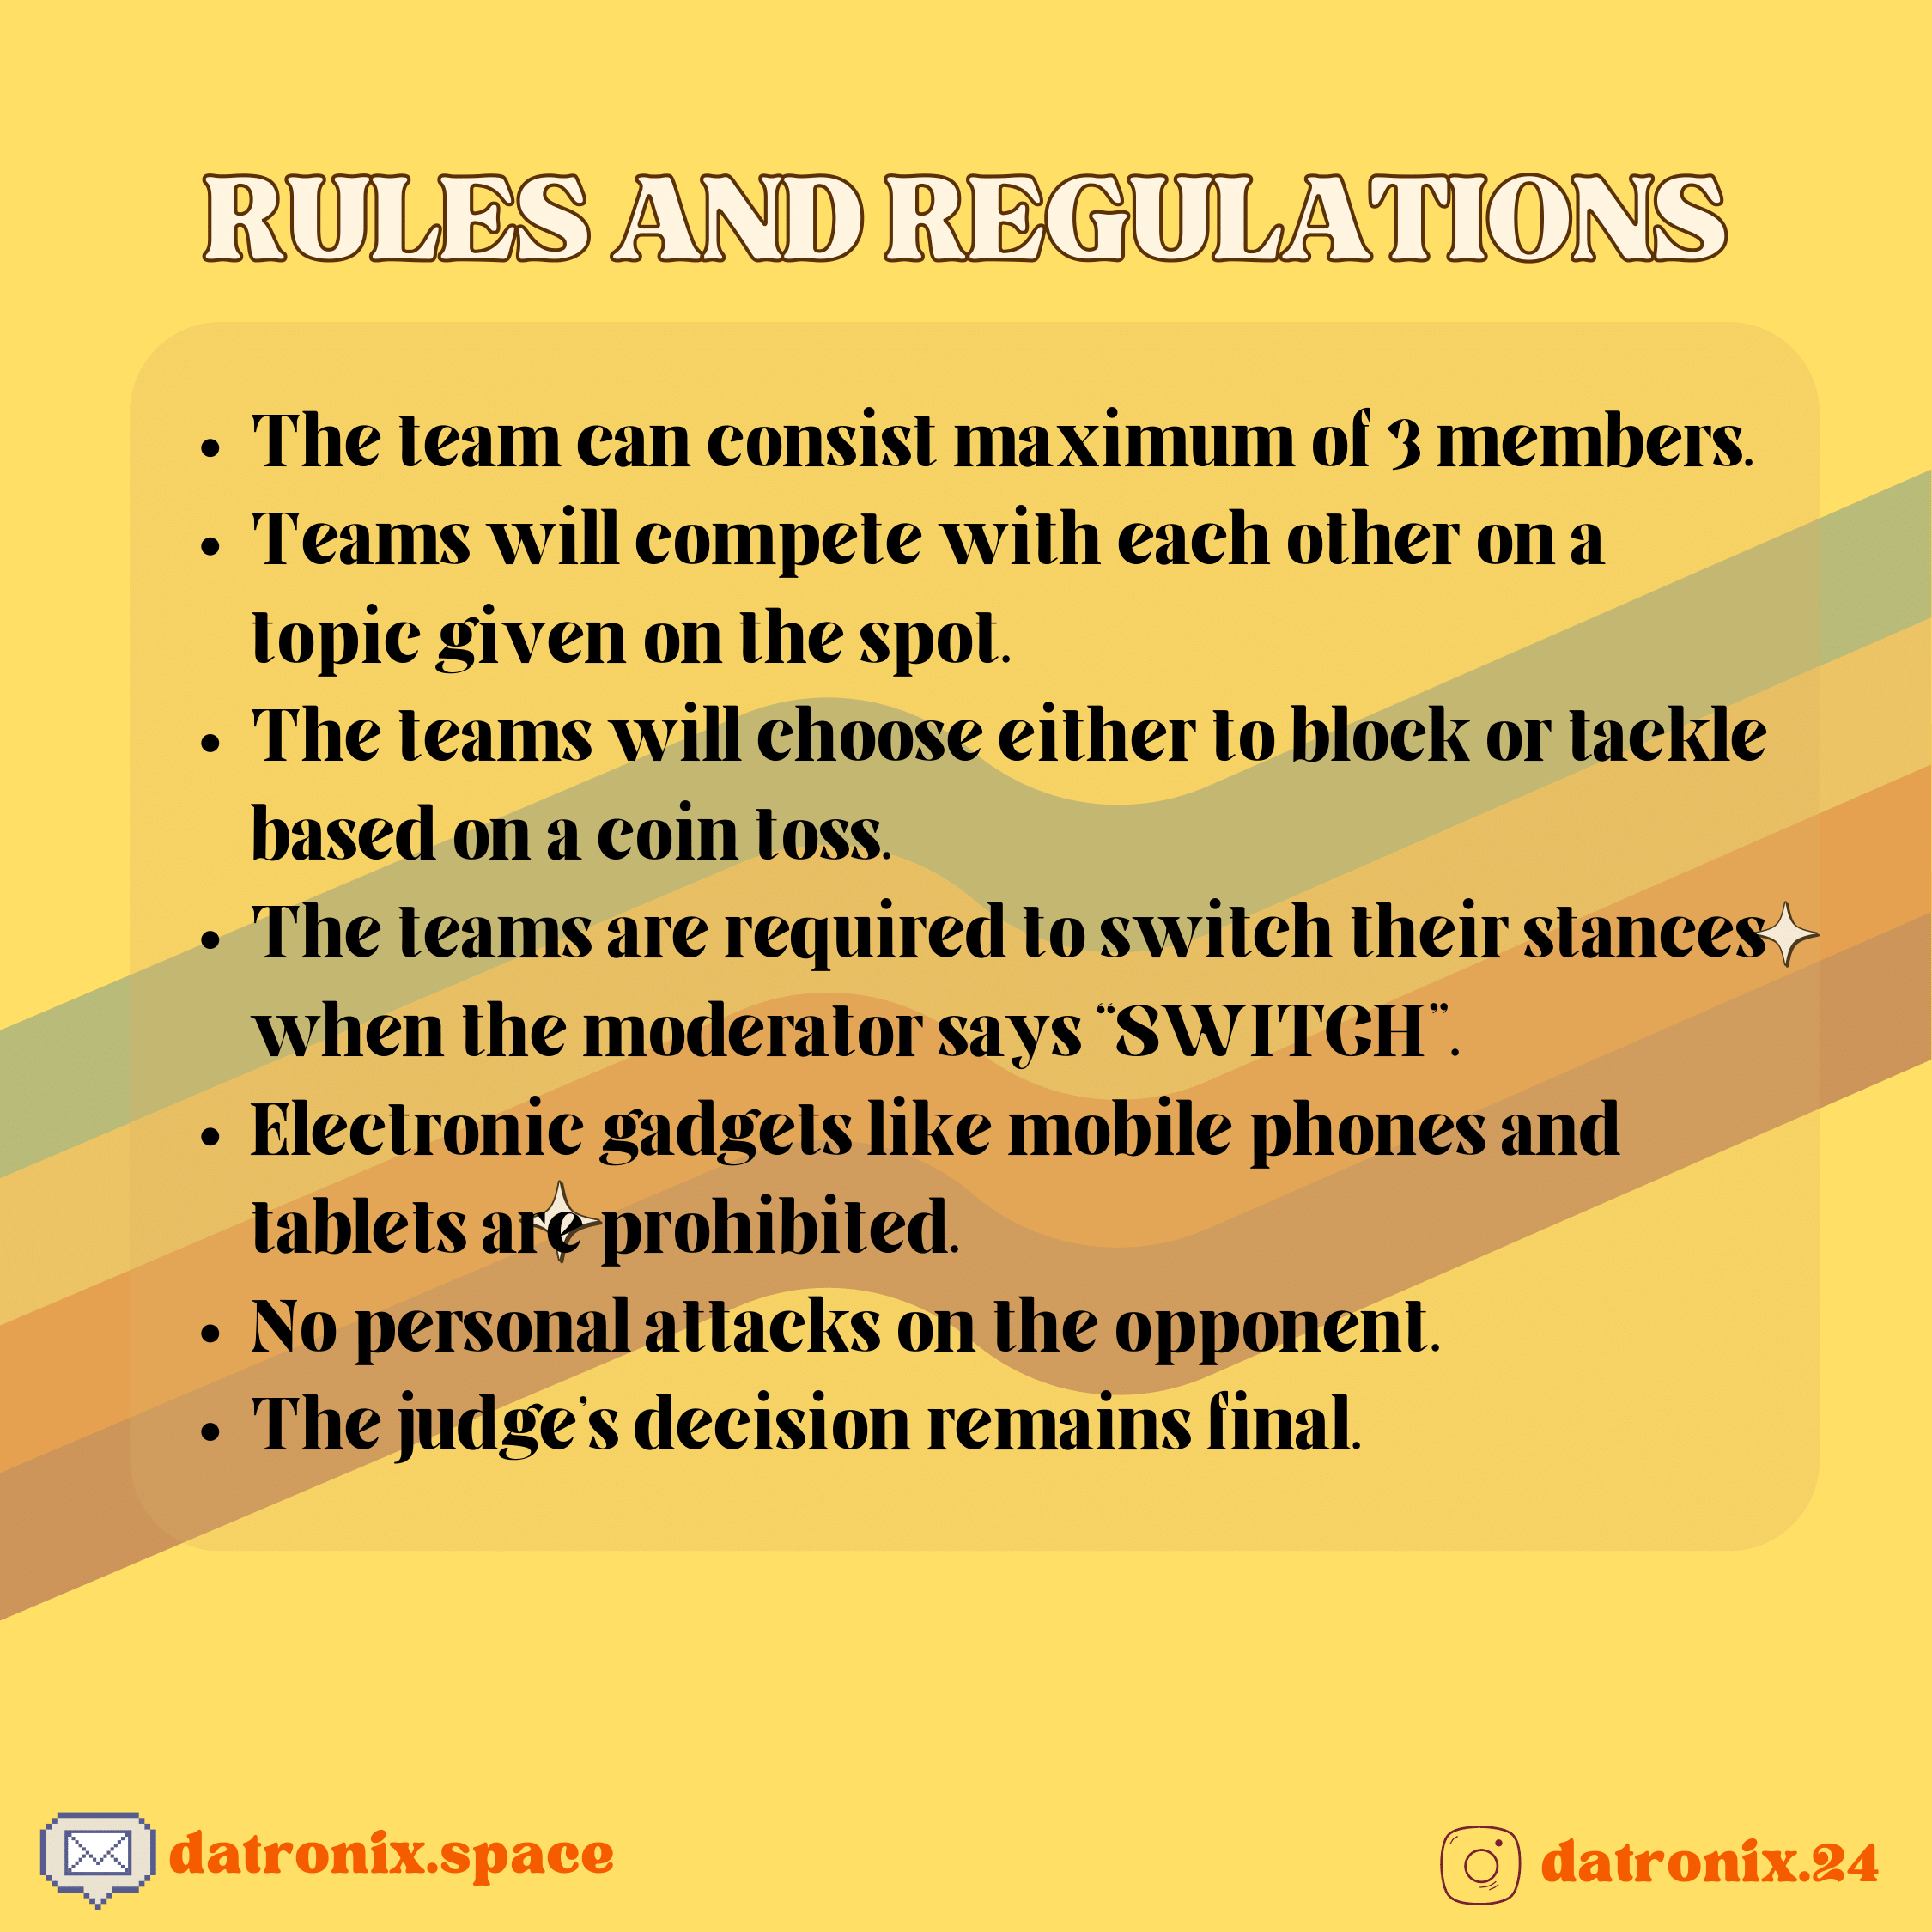 RULES AND REGULATIONS
• The team can consist maximum of 3 members.
• Teams will compete with each other on a
topic given on the spot.
• The teams will choose either to block or tackle
based on a coin toss.
• The teams are required to switch their stances
when the moderator says “SWITCH”.
• Electronic gadgets like mobile phones and
tablets are prohibited.
• No personal attacks on the opponent.
• The judge’s decision remains final.
datronix.space
datronix.24